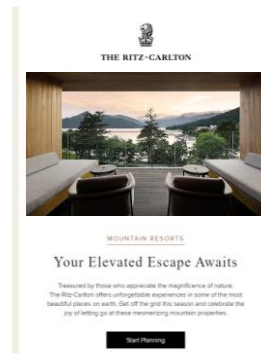 THE RITZ-CARLTON
MOUNTAIN RESORTS
Your Elevated Escape Awaits
Treasured by those who appreciate the magnificence of nature,
The Ritz-Carlton offers unforgettable experiences in some of the most
beautiful places on earth. Get off the grid this season and celebrate the
joy of letting go at these mesmerizing mountain properties.
Start Planning